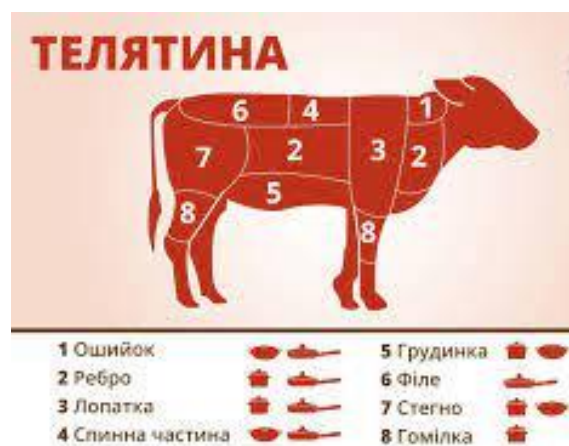 ТЕЛЯТИНА
6 4 1
7 2 3 2
5
8 8
1 Ошийок
2 Ребро
3 Лопатка
4 Спинна частина
5 Грудинка
6 Філе
7 Стегно
8 Гомілка